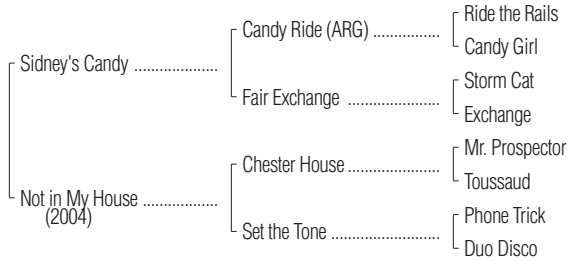 Ride the Rails
Candy Ride (ARG) .................
Candy Girl
Sidney's Candy .....................
Storm Cat
Fair Exchange .......................
Exchange
Mr. Prospector
Chester House .......................
Toussaud
Not in My House ...................
(2004)
Phone Trick
Set the Tone ...........................
Duo Disco